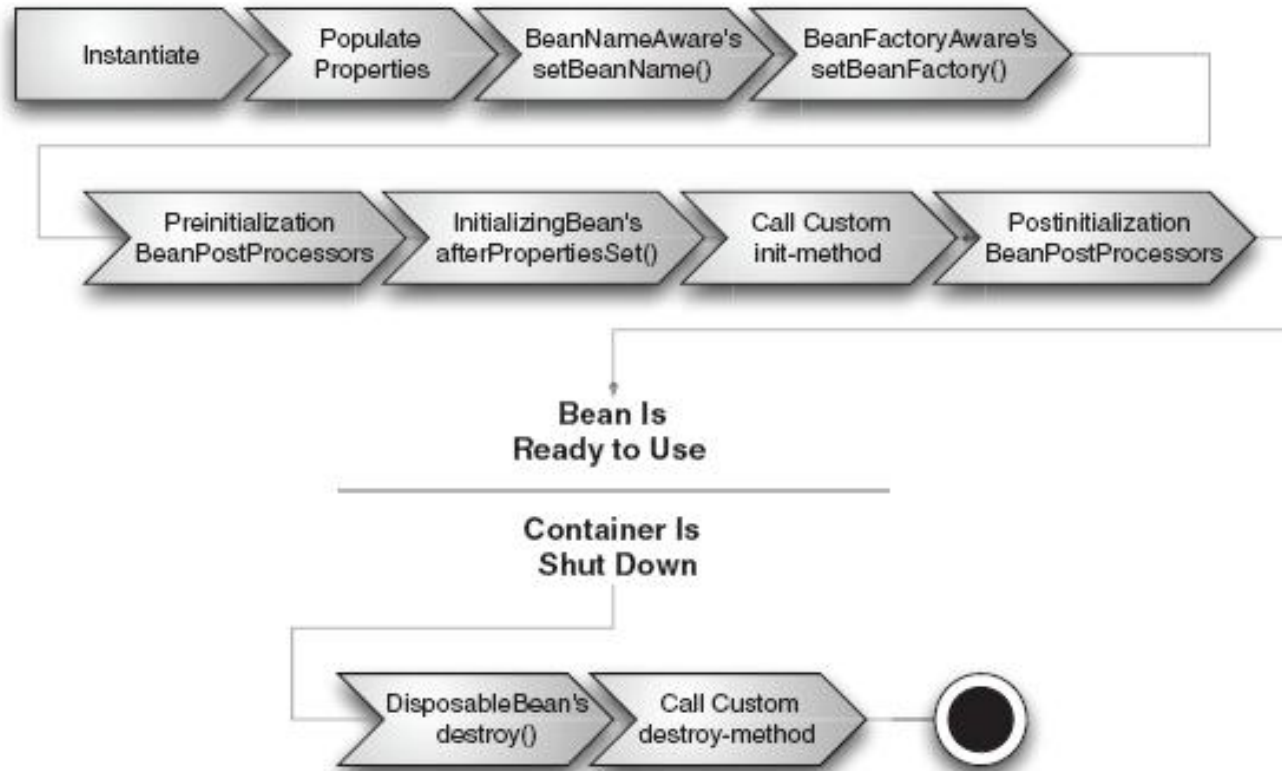 Instantiate
Populate
Properties
BeanNameAware's
setBeanName()
BeanFactoryAware's
setBeanFactory()
Preinitialization
BeanPostProcessors
InitializingBean's
afterPropertiesSet()
Call Custom
init-method
Postinitialization
BeanPostProcessors
Bean Is
Ready to Use
Container Is
Shut Down
DisposableBean's
destroy()
Call Custom
destroy-method